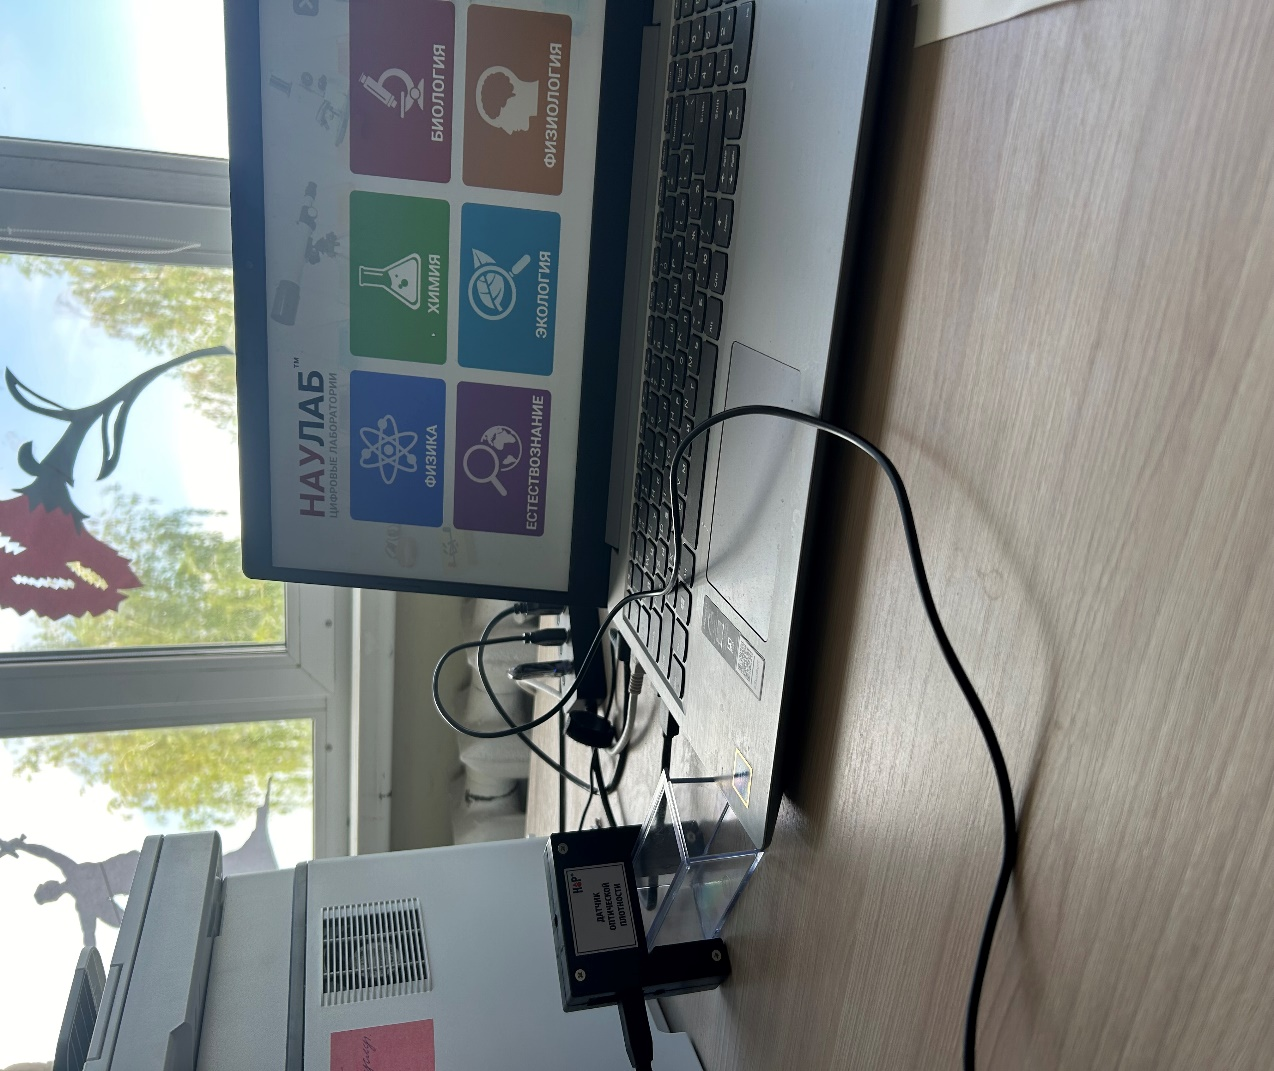 НАУЛАБ™
ЦИФРОВЫЕ ЛАБОРАТОРИИ
ФИЗИКА
ХИМИЯ
БИОЛОГИЯ
ЕСТЕСТВОЗНАНИЕ
ЭКОЛОГИЯ
ФИЗИОЛОГИЯ
ДАТЧИК
ОПТИЧЕСКОЙ
ПЛОТНОСТИ